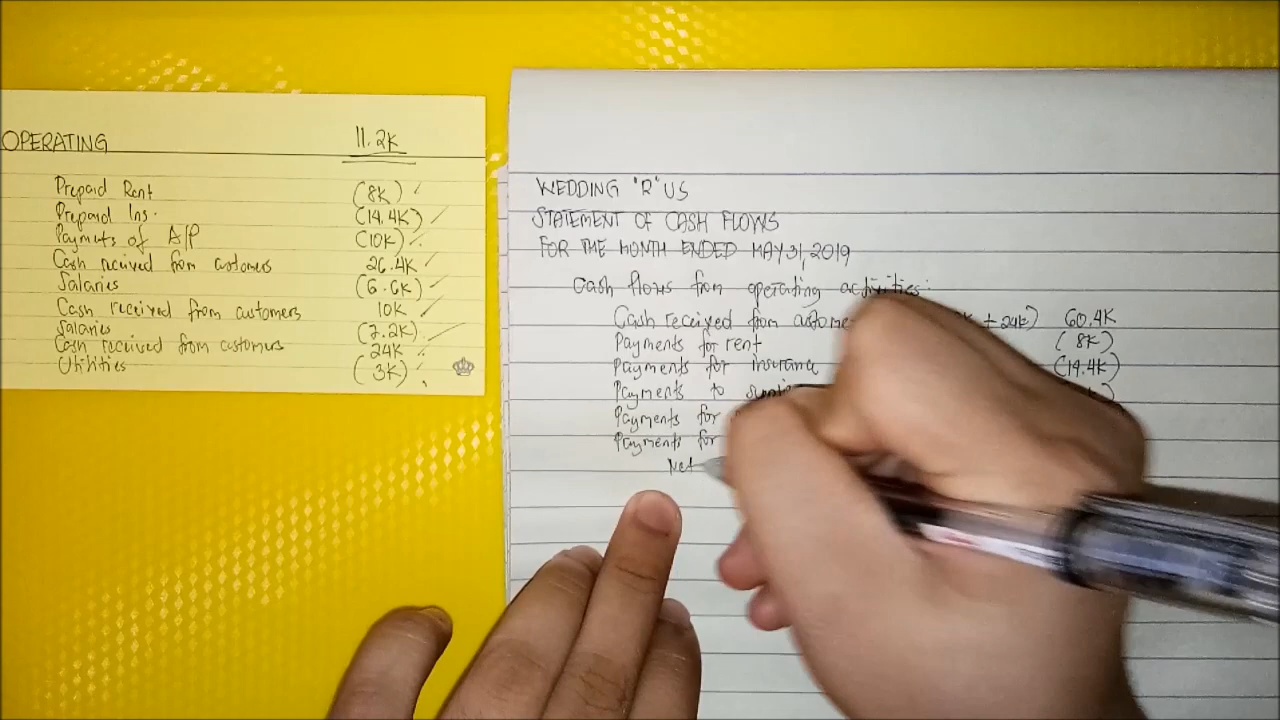 OPERATING 11.2K
Prepaid Rent (8K)
Prepaid Ins. (14.4K)
Paymets of A/P (10K)
Cash received from customers 26.4K
Salaries (6.6K)
Cash received from customers 10K
Salaries (7.2K)
Cash received from customers 24K
Utilities (3K)
WEDDING "R" US
STATEMENT OF CASH FLOWS
FOR THE MONTH ENDED MAY 31, 2019
Cash flows from operating activities:
Cash received from + 24K) 60.4K
Payments for rent (8K)
Payments for insurance (14.4K)
Payments to
Payments for
Payments for
Net